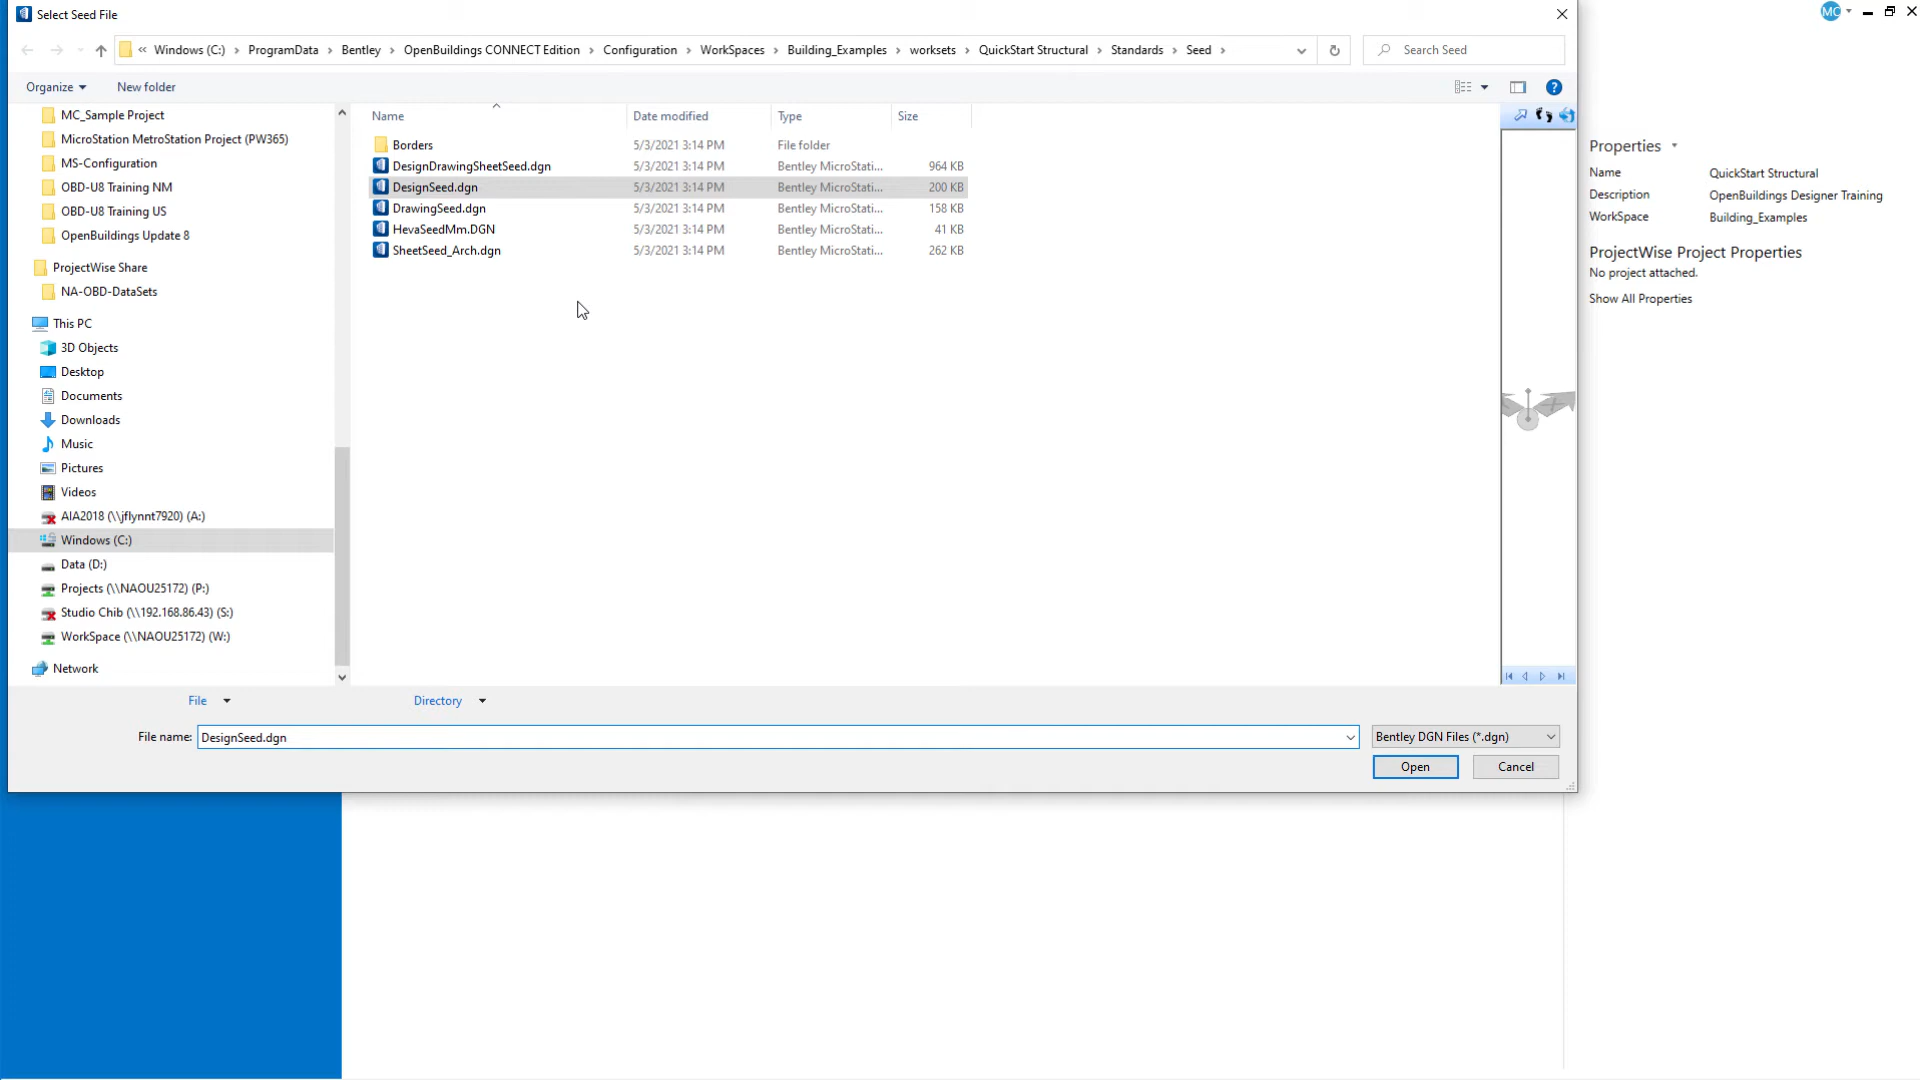 Select Seed File
MC
« Windows (C:) › ProgramData › Bentley › OpenBuildings CONNECT Edition › Configuration › WorkSpaces › Building_Examples › worksets › QuickStart Structural › Standards › Seed ›
Search Seed
Organize
New folder
Name
Date modified
Type
Size
MC_Sample Project
MicroStation MetroStation Project (PW365)
MS-Configuration
OBD-U8 Training NM
OBD-U8 Training US
OpenBuildings Update 8
ProjectWise Share
NA-OBD-DataSets
This PC
3D Objects
Desktop
Documents
Downloads
Music
Pictures
Videos
AIA2018 (\\jflynnt7920) (A:)
Windows (C:)
Data (D:)
Projects (\\NAOU25172) (P:)
Studio Chib (\\192.168.86.43) (S:)
WorkSpace (\\NAOU25172) (W:)
Network
Borders 5/3/2021 3:14 PM File folder
DesignDrawingSheetSeed.dgn 5/3/2021 3:14 PM Bentley MicroStati... 964 KB
DesignSeed.dgn 5/3/2021 3:14 PM Bentley MicroStati... 200 KB
DrawingSeed.dgn 5/3/2021 3:14 PM Bentley MicroStati... 158 KB
HevaSeedMm.DGN 5/3/2021 3:14 PM Bentley MicroStati... 41 KB
SheetSeed_Arch.dgn 5/3/2021 3:14 PM Bentley MicroStati... 262 KB
Properties
Name QuickStart Structural
Description OpenBuildings Designer Training
WorkSpace Building_Examples
ProjectWise Project Properties
No project attached.
Show All Properties
File
Directory
File name: DesignSeed.dgn
Bentley DGN Files (*.dgn)
Open
Cancel